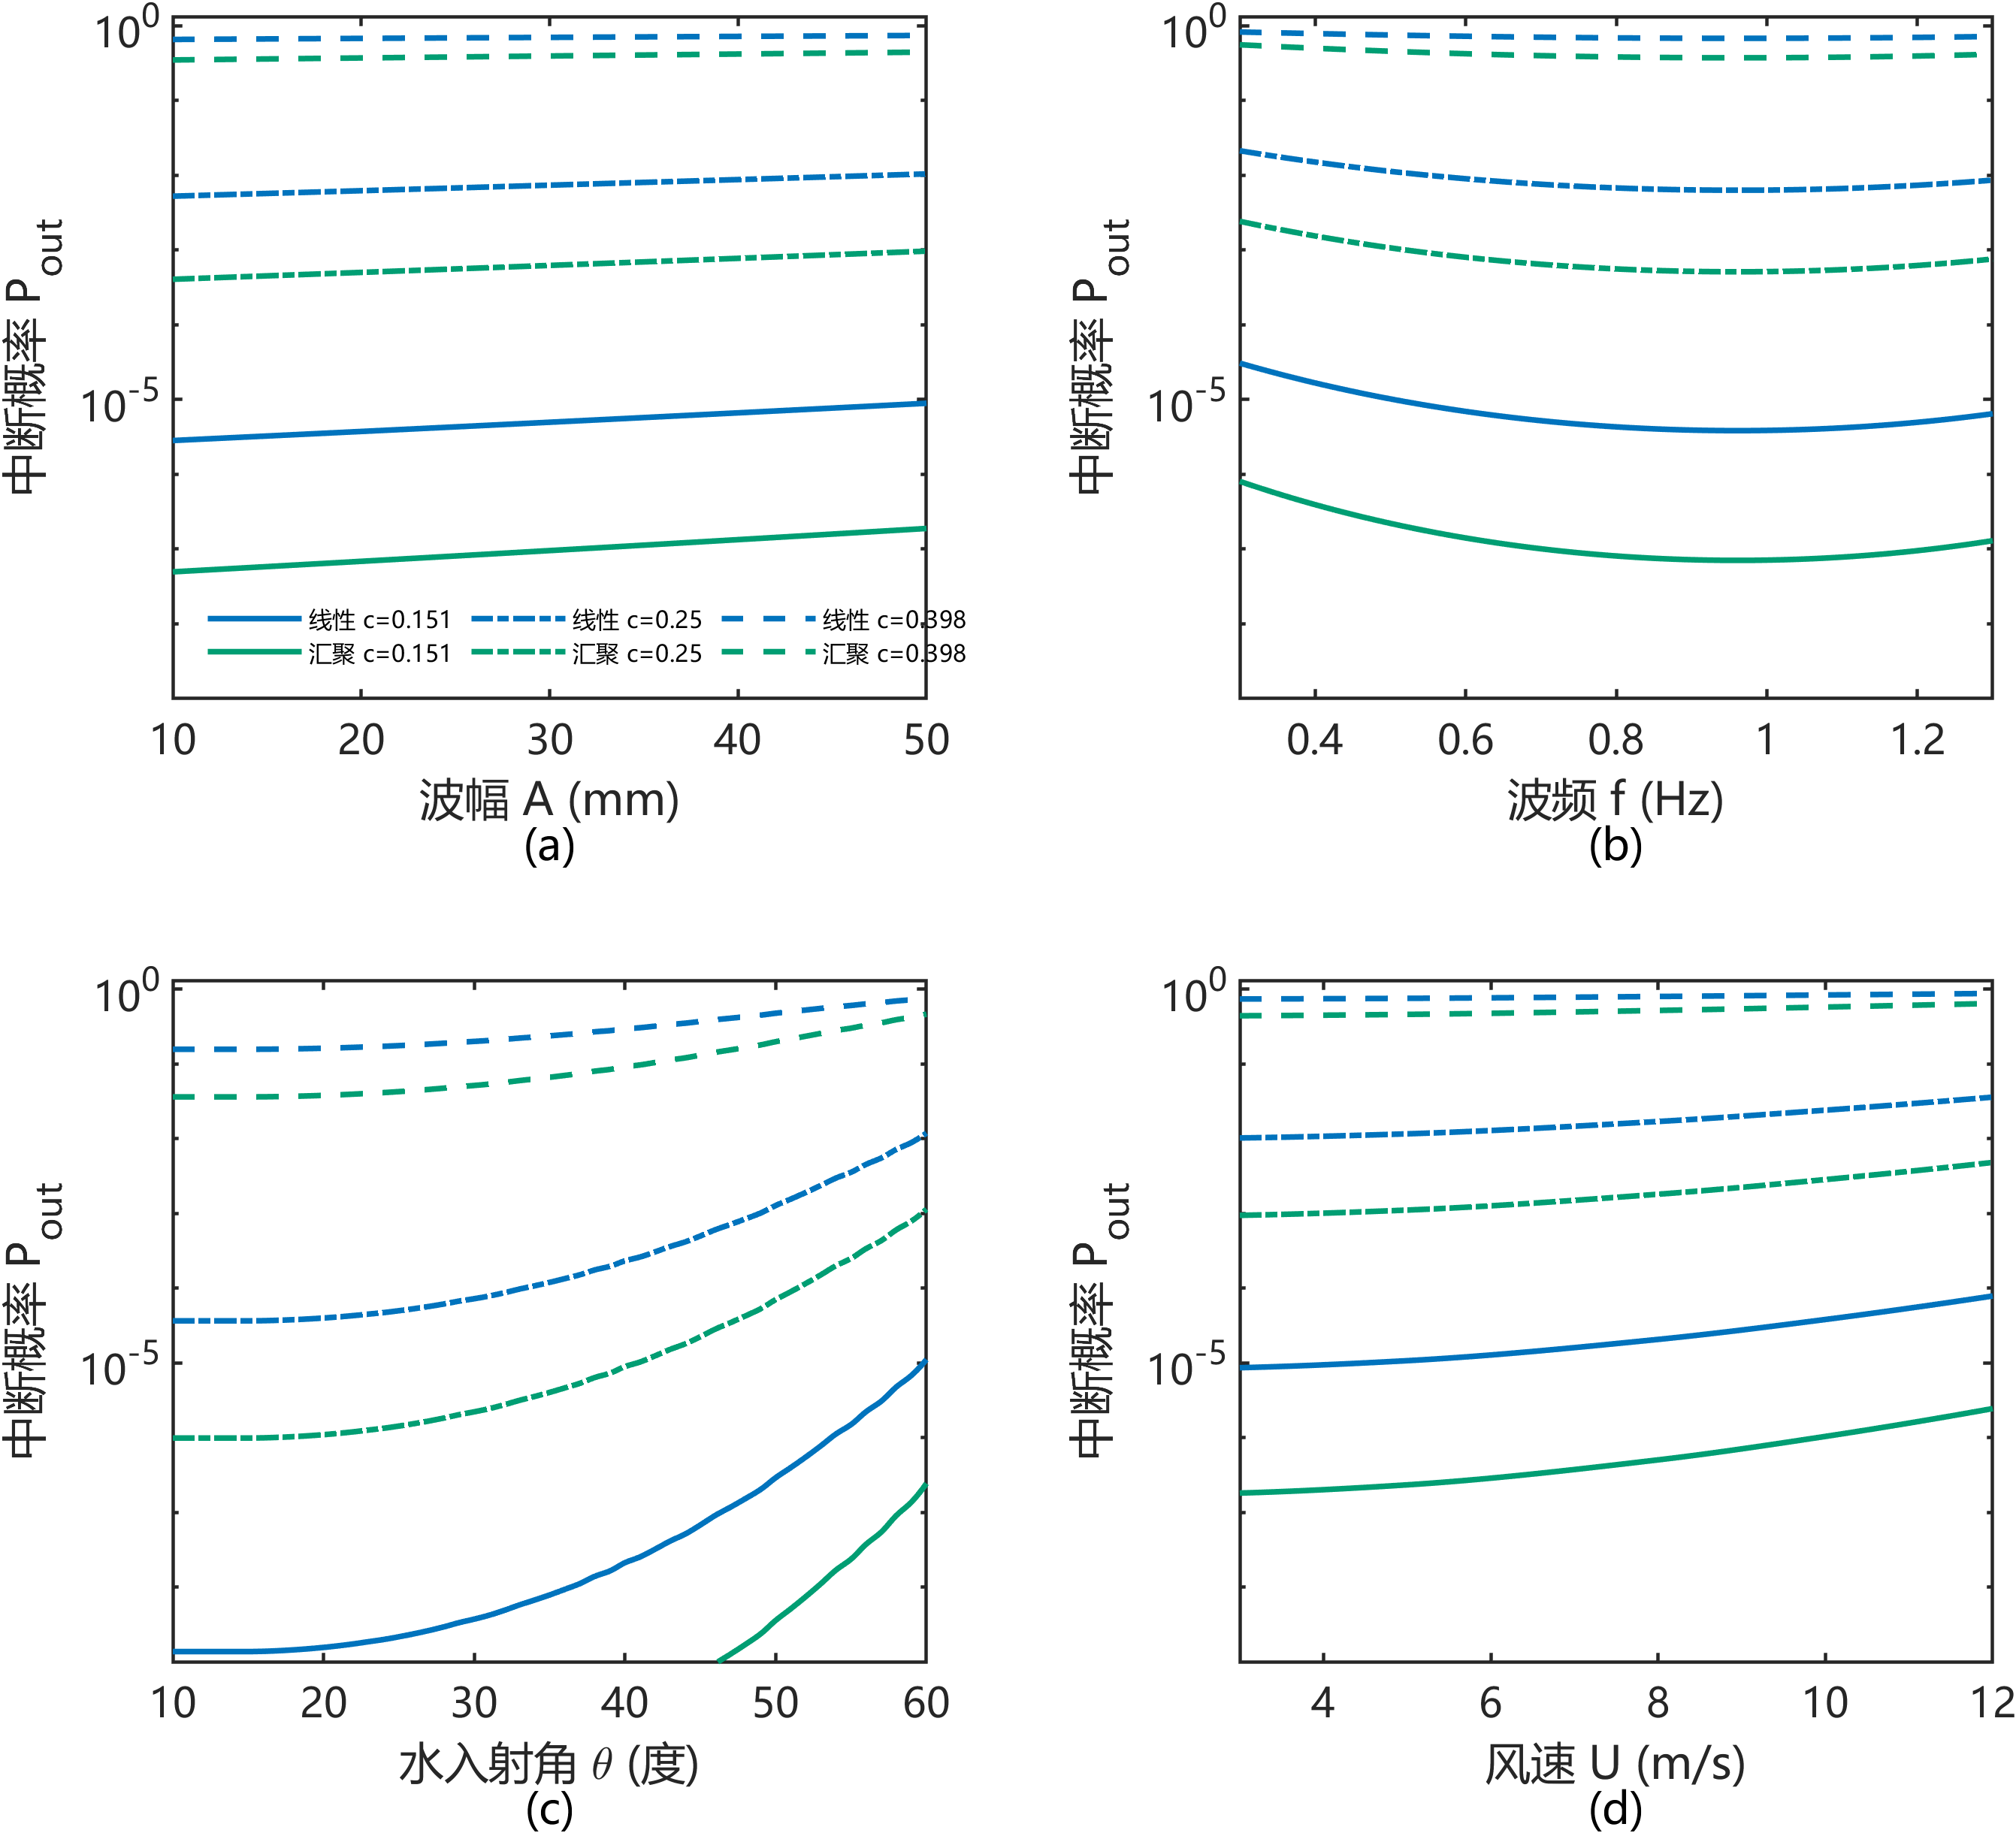 10^0
10^-5
中断概率 P_out
线性 c=0.151 线性 c=0.25 线性 c=0.398
汇聚 c=0.151 汇聚 c=0.25 汇聚 c=0.398
10 20 30 40 50
波幅 A (mm)
(a)
10^0
10^-5
中断概率 P_out
0.4 0.6 0.8 1 1.2
波频 f (Hz)
(b)
10^0
10^-5
中断概率 P_out
10 20 30 40 50 60
水入射角 θ (度)
(c)
10^0
10^-5
中断概率 P_out
4 6 8 10 12
风速 U (m/s)
(d)